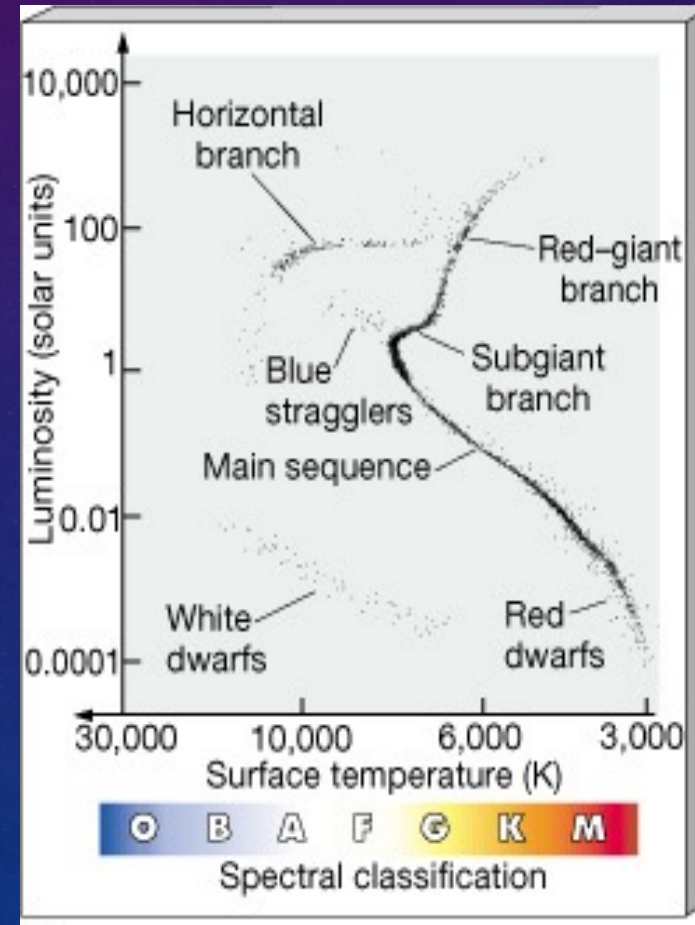 10,000
Horizontal
branch
100
Red–giant
branch
1
Subgiant
branch
Blue
stragglers
Main sequence
0.01
White
dwarfs
Red
dwarfs
0.0001
Luminosity (solar units)
30,000 10,000 6,000 3,000
Surface temperature (K)
O B A F G K M
Spectral classification